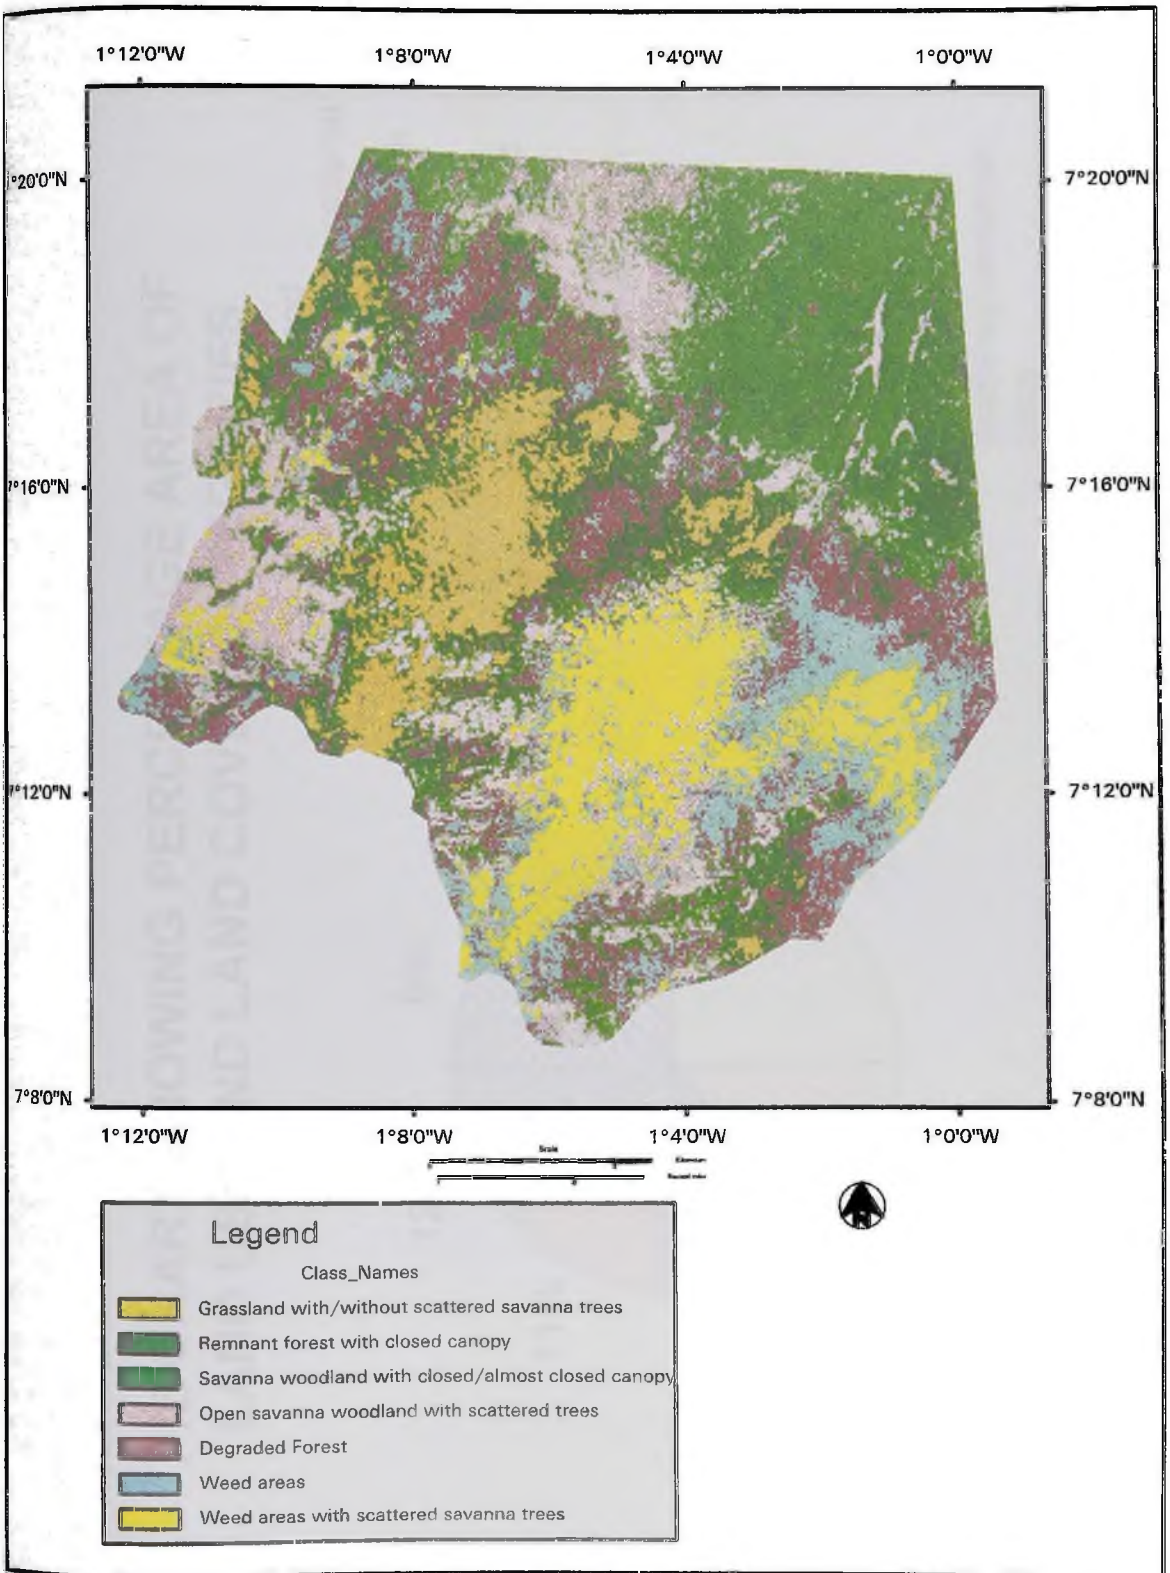 1°12'0"W 1°8'0"W 1°4'0"W 1°0'0"W
°20'0"N 7°20'0"N
7°16'0"N 7°16'0"N
7°12'0"N 7°12'0"N
7°8'0"N 7°8'0"N
1°12'0"W 1°8'0"W 1°4'0"W 1°0'0"W
Scale
N
Legend
Class_Names
Grassland with/without scattered savanna trees
Remnant forest with closed canopy
Savanna woodland with closed/almost closed canopy
Open savanna woodland with scattered trees
Degraded Forest
Weed areas
Weed areas with scattered savanna trees